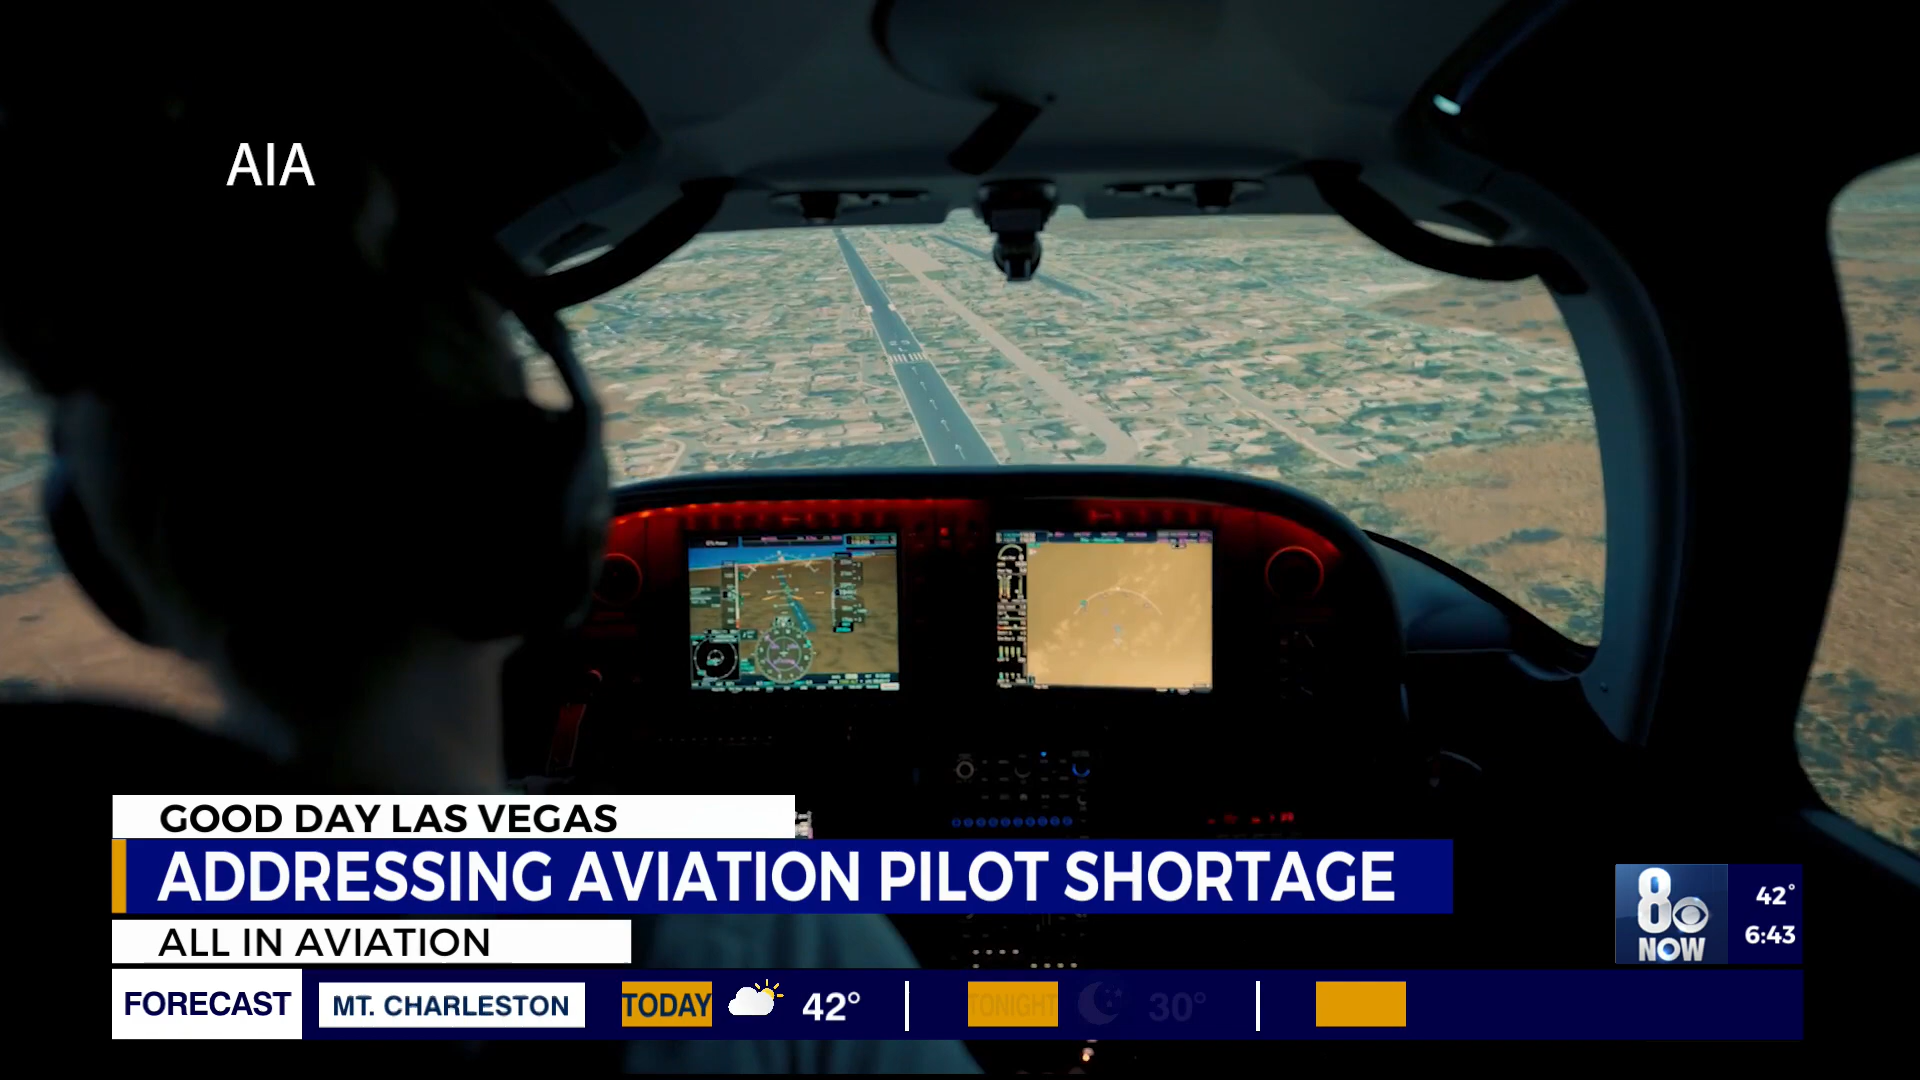 AIA
GOOD DAY LAS VEGAS
ADDRESSING AVIATION PILOT SHORTAGE
ALL IN AVIATION
8
NOW
42°
6:43
FORECAST
MT. CHARLESTON
TODAY
42°
TONIGHT
30°